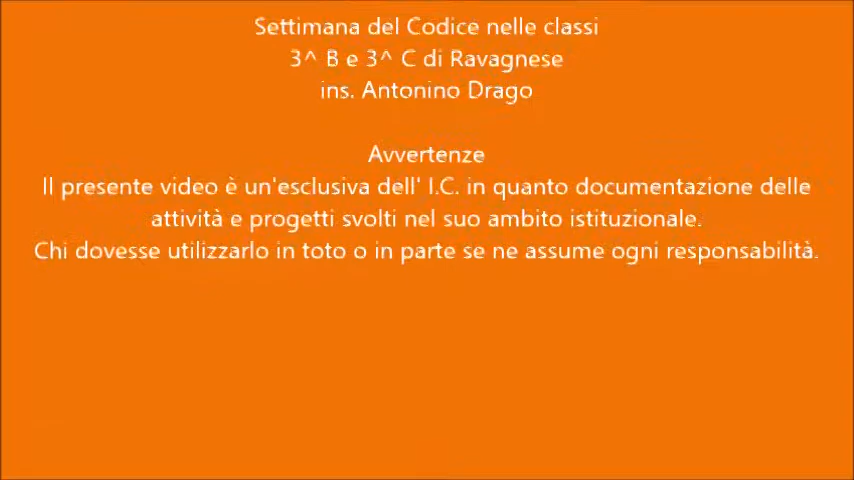 Settimana del Codice nelle classi
3^ B e 3^ C di Ravagnese
ins. Antonino Drago
Avvertenze
Il presente video è un'esclusiva dell' I.C. in quanto documentazione delle
attività e progetti svolti nel suo ambito istituzionale.
Chi dovesse utilizzarlo in toto o in parte se ne assume ogni responsabilità.